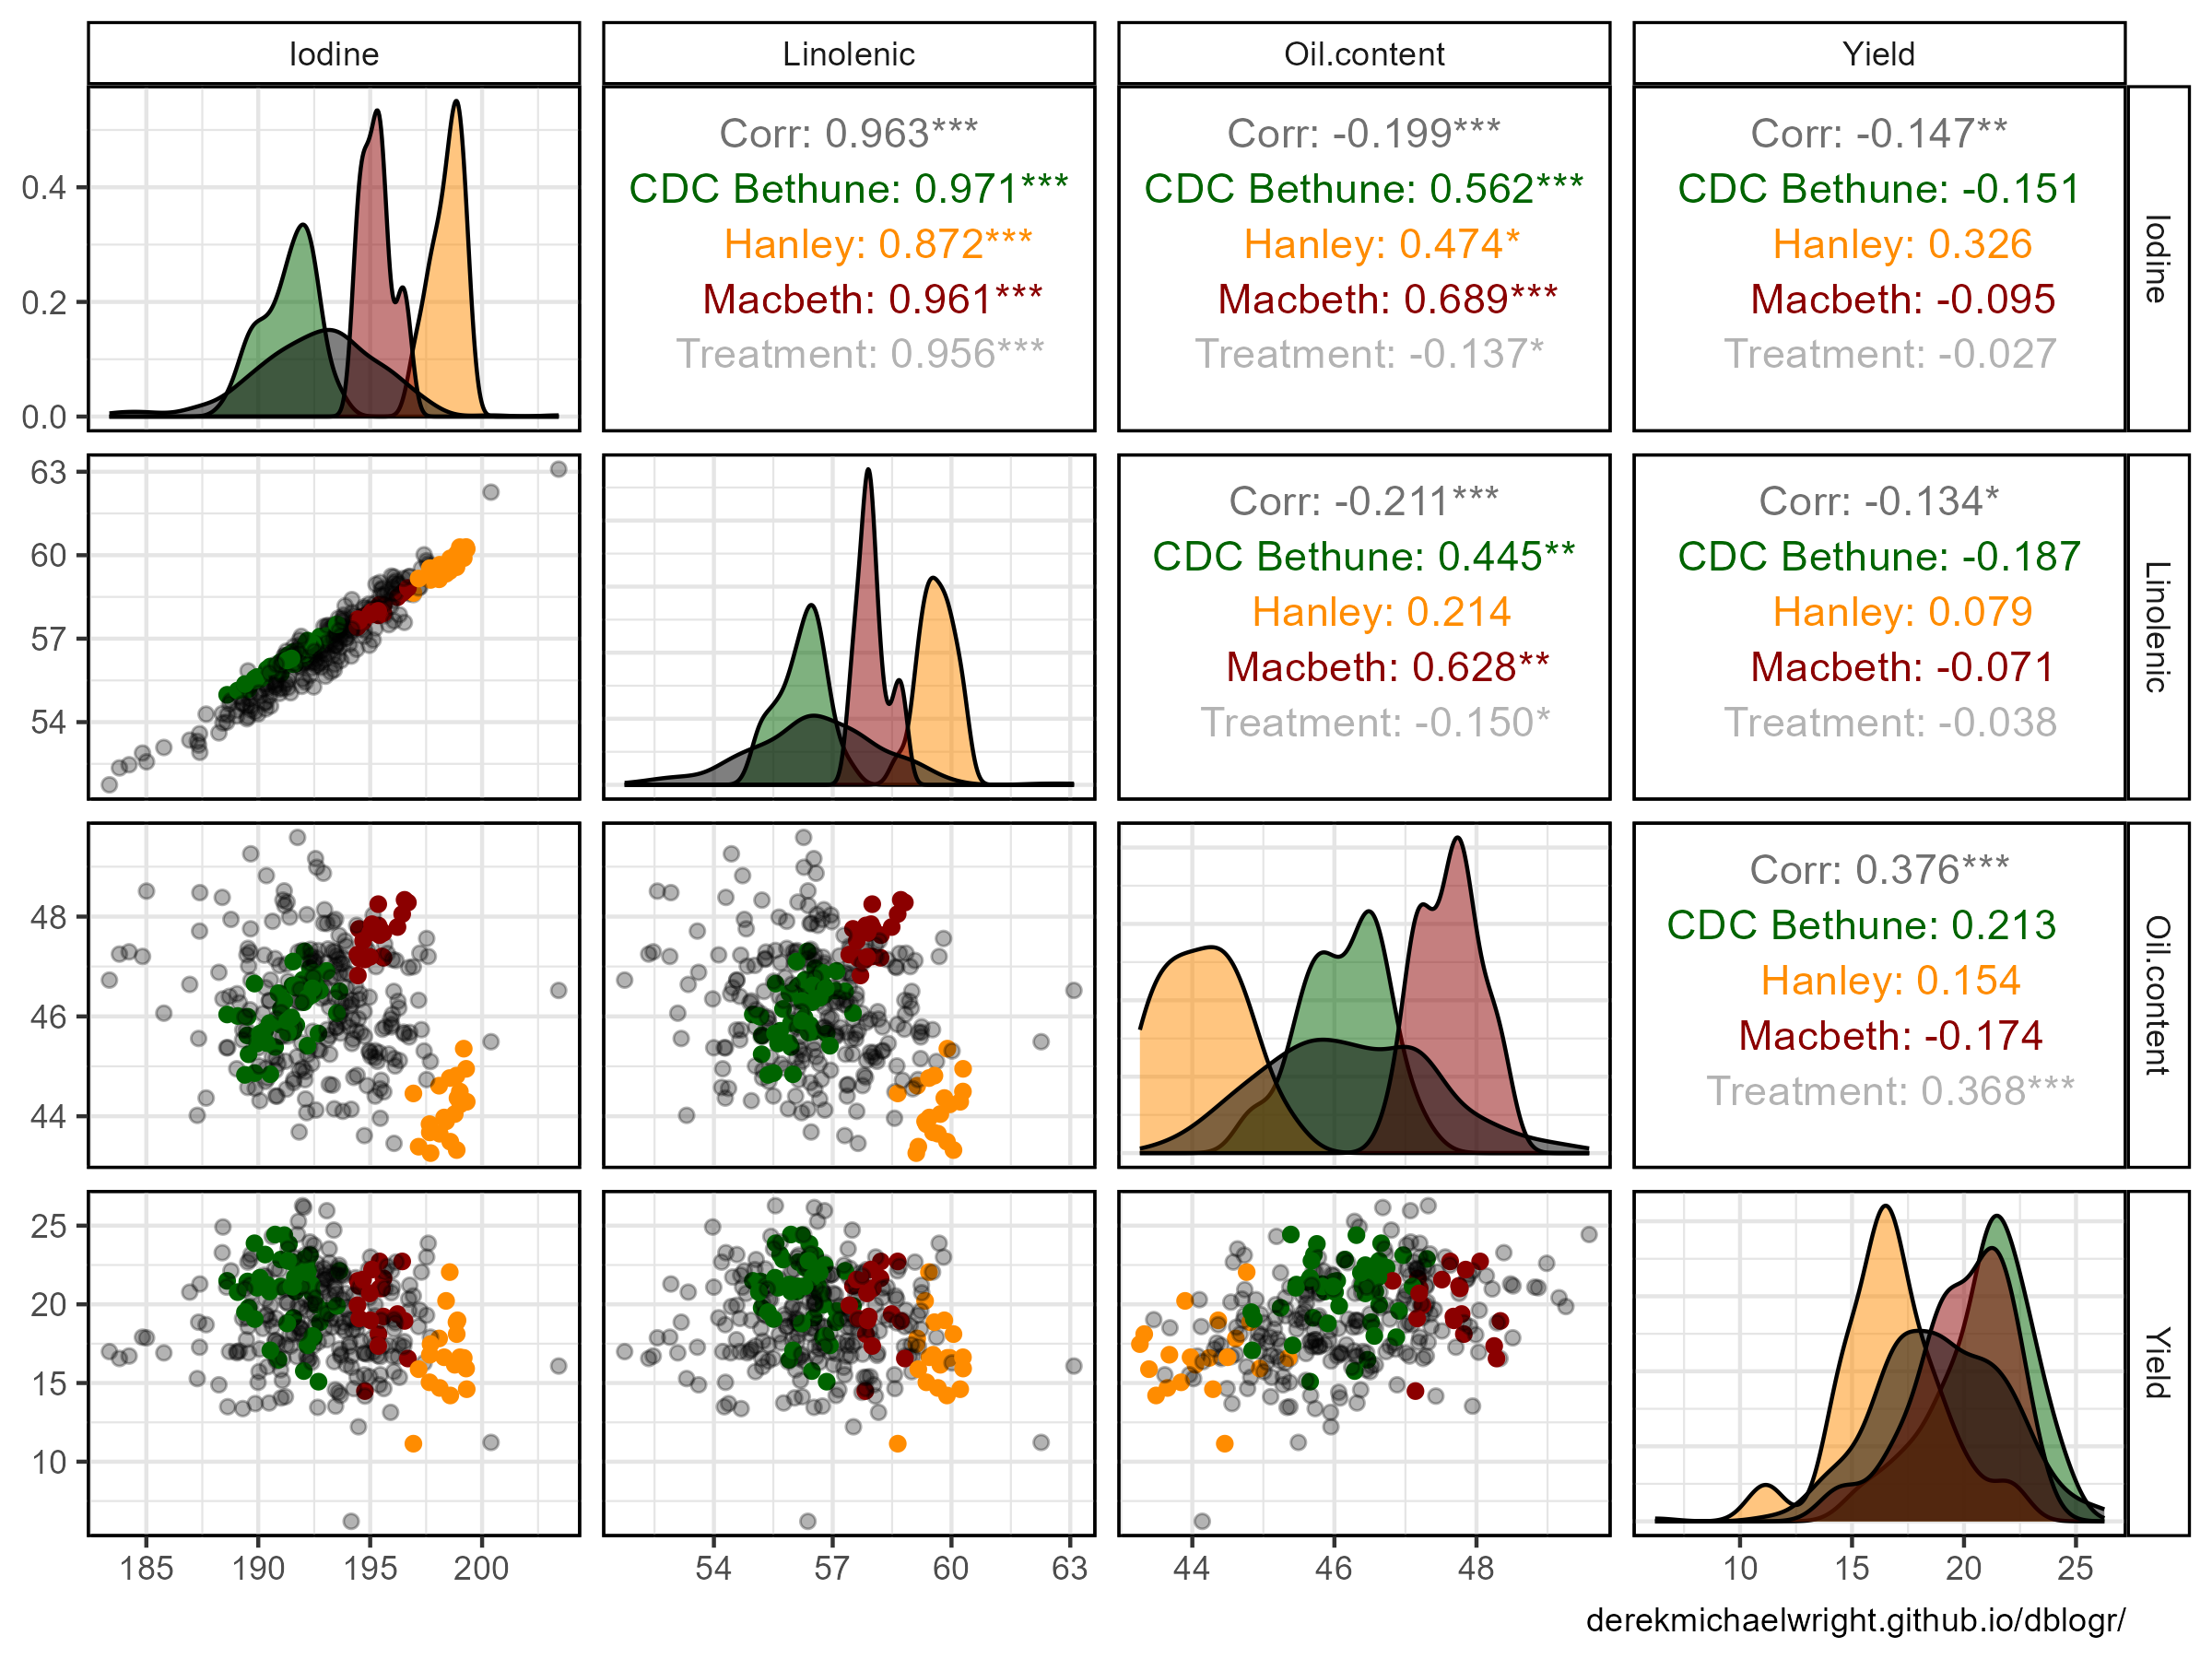 Iodine
Linolenic
Oil.content
Yield
0.4
0.2
0.0
Corr: 0.963***
CDC Bethune: 0.971***
Hanley: 0.872***
Macbeth: 0.961***
Treatment: 0.956***
Corr: -0.199***
CDC Bethune: 0.562***
Hanley: 0.474*
Macbeth: 0.689***
Treatment: -0.137*
Corr: -0.147**
CDC Bethune: -0.151
Hanley: 0.326
Macbeth: -0.095
Treatment: -0.027
Iodine
63
60
57
54
Corr: -0.211***
CDC Bethune: 0.445**
Hanley: 0.214
Macbeth: 0.628**
Treatment: -0.150*
Corr: -0.134*
CDC Bethune: -0.187
Hanley: 0.079
Macbeth: -0.071
Treatment: -0.038
Linolenic
48
46
44
Corr: 0.376***
CDC Bethune: 0.213
Hanley: 0.154
Macbeth: -0.174
Treatment: 0.368***
Oil.content
25
20
15
10
Yield
185 190 195 200
54 57 60 63
44 46 48
10 15 20 25
derekmichaelwright.github.io/dblogr/